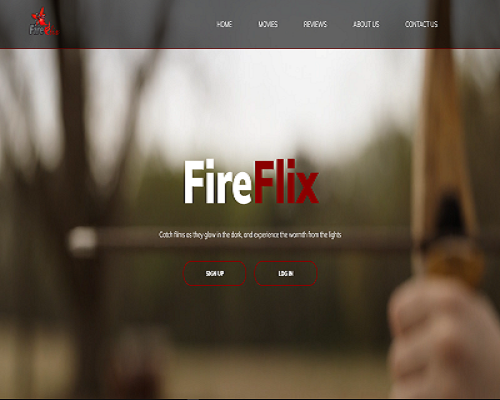 FireFlix
HOME MOVIES REVIEWS ABOUT US CONTACT US
FireFlix
Catch films as they glow in the dark, and experience the warmth from the lights
SIGN UP LOG IN